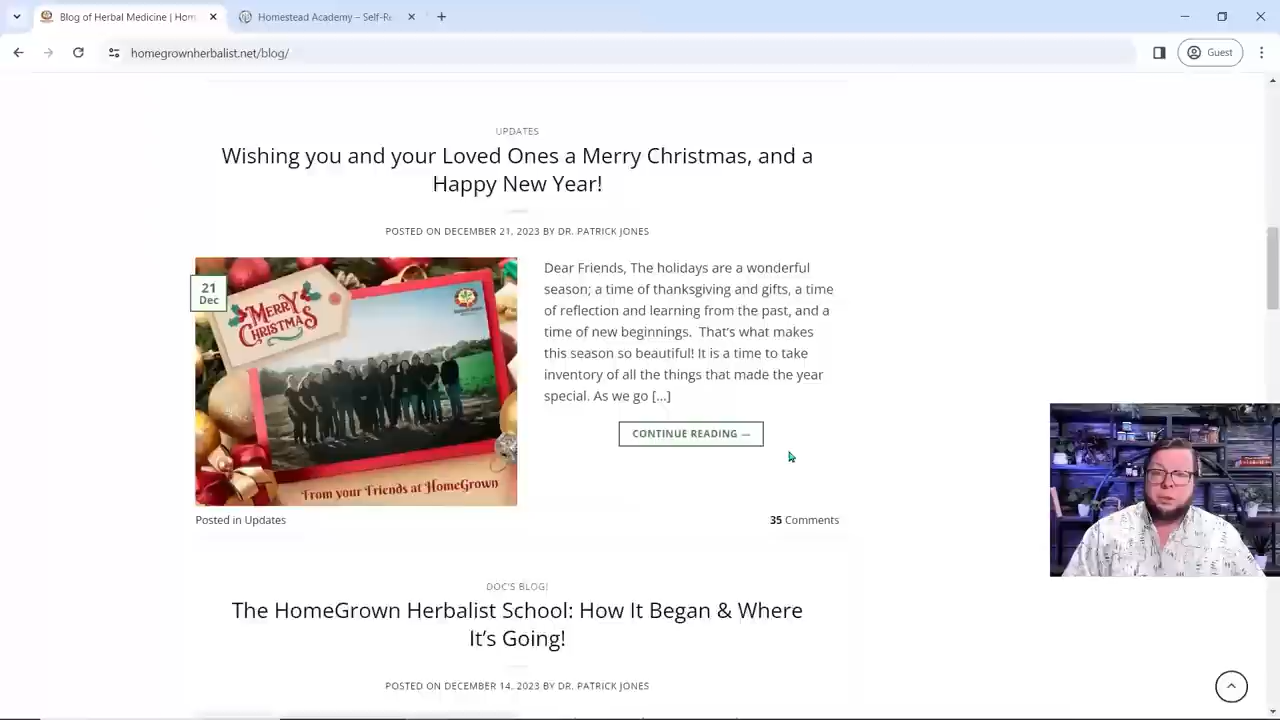 Blog of Herbal Medicine | Hom
Homestead Academy – Self-Re
homegrownherbalist.net/blog/
Guest
UPDATES
Wishing you and your Loved Ones a Merry Christmas, and a
Happy New Year!
POSTED ON DECEMBER 21, 2023 BY DR. PATRICK JONES
21
Dec
MERRY
CHRISTMAS
From your Friends at HomeGrown
Dear Friends, The holidays are a wonderful
season; a time of thanksgiving and gifts, a time
of reflection and learning from the past, and a
time of new beginnings.  That’s what makes
this season so beautiful! It is a time to take
inventory of all the things that made the year
special. As we go [...]
CONTINUE READING —
Posted in Updates
35 Comments
DOC'S BLOG|
The HomeGrown Herbalist School: How It Began & Where
It’s Going!
POSTED ON DECEMBER 14, 2023 BY DR. PATRICK JONES